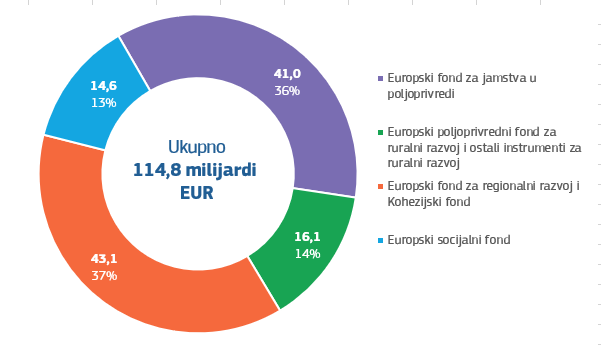 41,0
36%
14,6
13%
Ukupno
114,8 milijardi
EUR
16,1
14%
43,1
37%
Europski fond za jamstva u
poljoprivredi
Europski poljoprivredni fond za
ruralni razvoj i ostali instrumenti za
ruralni razvoj
Europski fond za regionalni razvoj i
Kohezijski fond
Europski socijalni fond